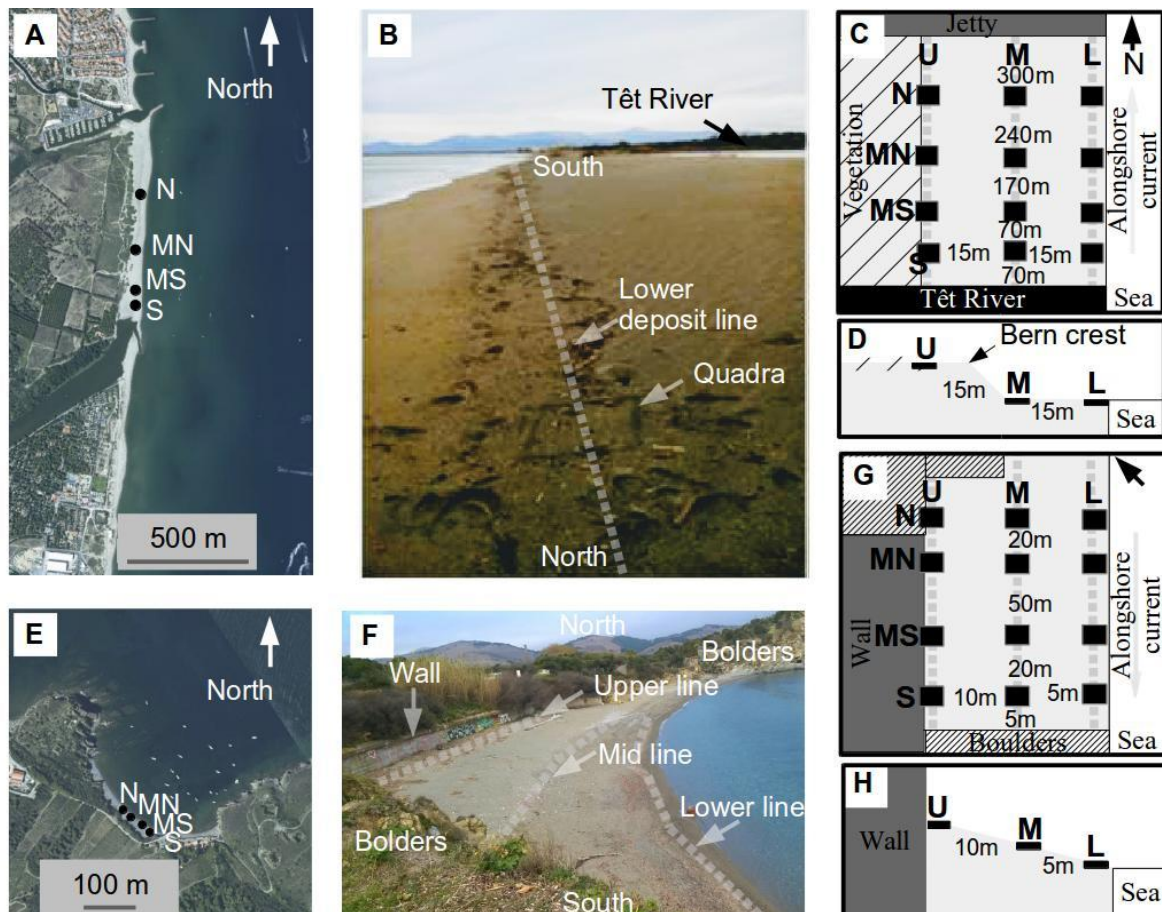 A
North
N
MN
MS
S
500 m
B
Têt River
South
Lower
deposit line
Quadra
North
C
Jetty
N
U M L
300m
N
240m
MN
170m
MS
70m
S
15m 15m
70m
Vegetation
Alongshore
current
Têt River
Sea
D
Bern crest
U
M
L
15m
15m
Sea
E
North
N
MN
MS
S
100 m
F
North
Wall
Bolders
Upper line
Mid line
Lower line
Bolders
South
G
U M L
N
20m
MN
50m
MS
20m
S
10m 5m
5m
Wall
Alongshore
current
Boulders
Sea
H
Wall
U
M
L
10m
5m
Sea